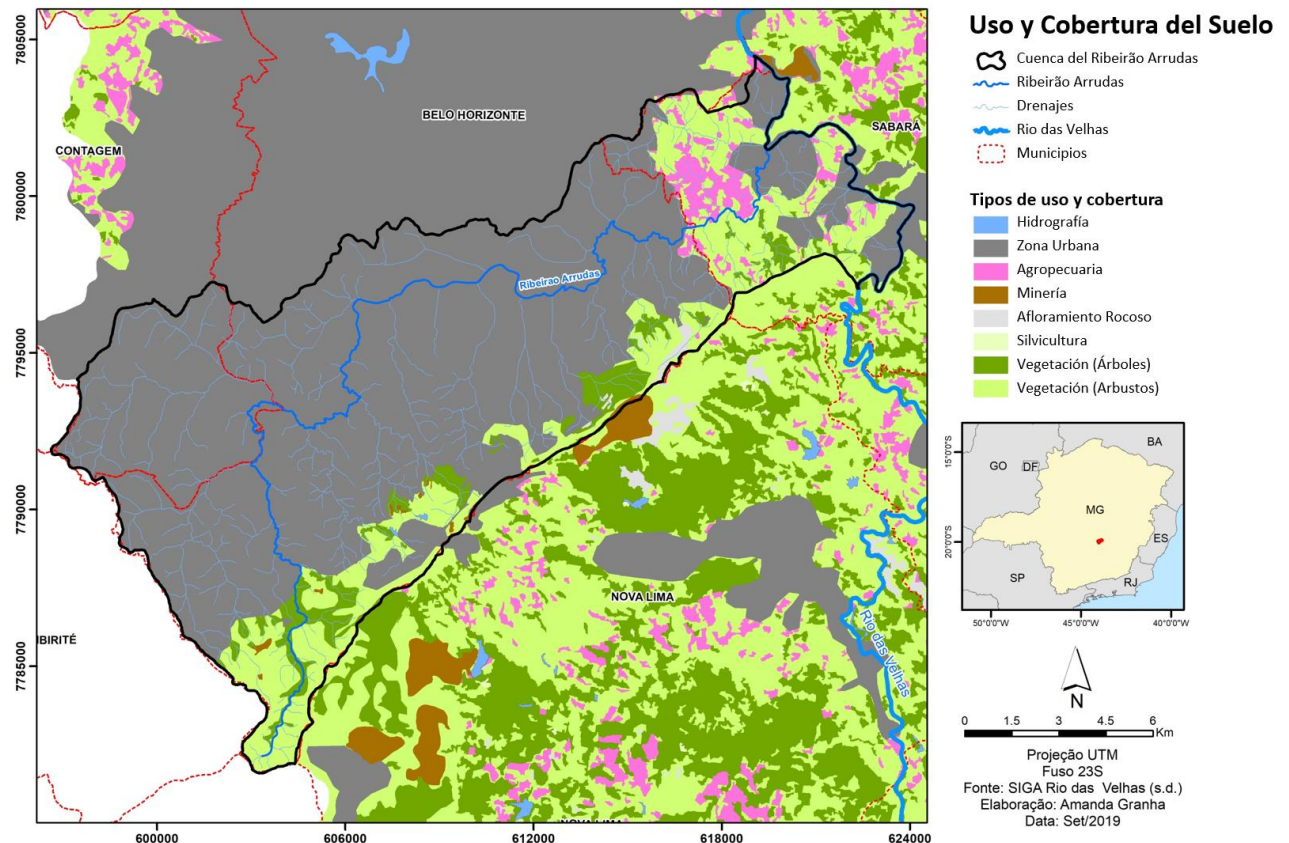 Uso y Cobertura del Suelo
Cuenca del Ribeirão Arrudas
Ribeirão Arrudas
Drenajes
Rio das Velhas
Municipios
Tipos de uso y cobertura
Hidrografía
Zona Urbana
Agropecuaria
Minería
Afloramiento Rocoso
Silvicultura
Vegetación (Árboles)
Vegetación (Arbustos)
7805000
7800000
7795000
7790000
7785000
600000
606000
612000
618000
624000
BELO HORIZONTE
CONTAGEM
SABARÁ
Ribeirao Arrudas
NOVA LIMA
IBIRITÉ
Rio das Velhas
NOVA LIMA
BA
GO
DF
MG
ES
SP
RJ
15°0'0"S
20°0'0"S
50°0'0"W
45°0'0"W
40°0'0"W
N
0 1.5 3 4.5 6
Km
Projeção UTM
Fuso 23S
Fonte: SIGA Rio das Velhas (s.d.)
Elaboração: Amanda Granha
Data: Set/2019